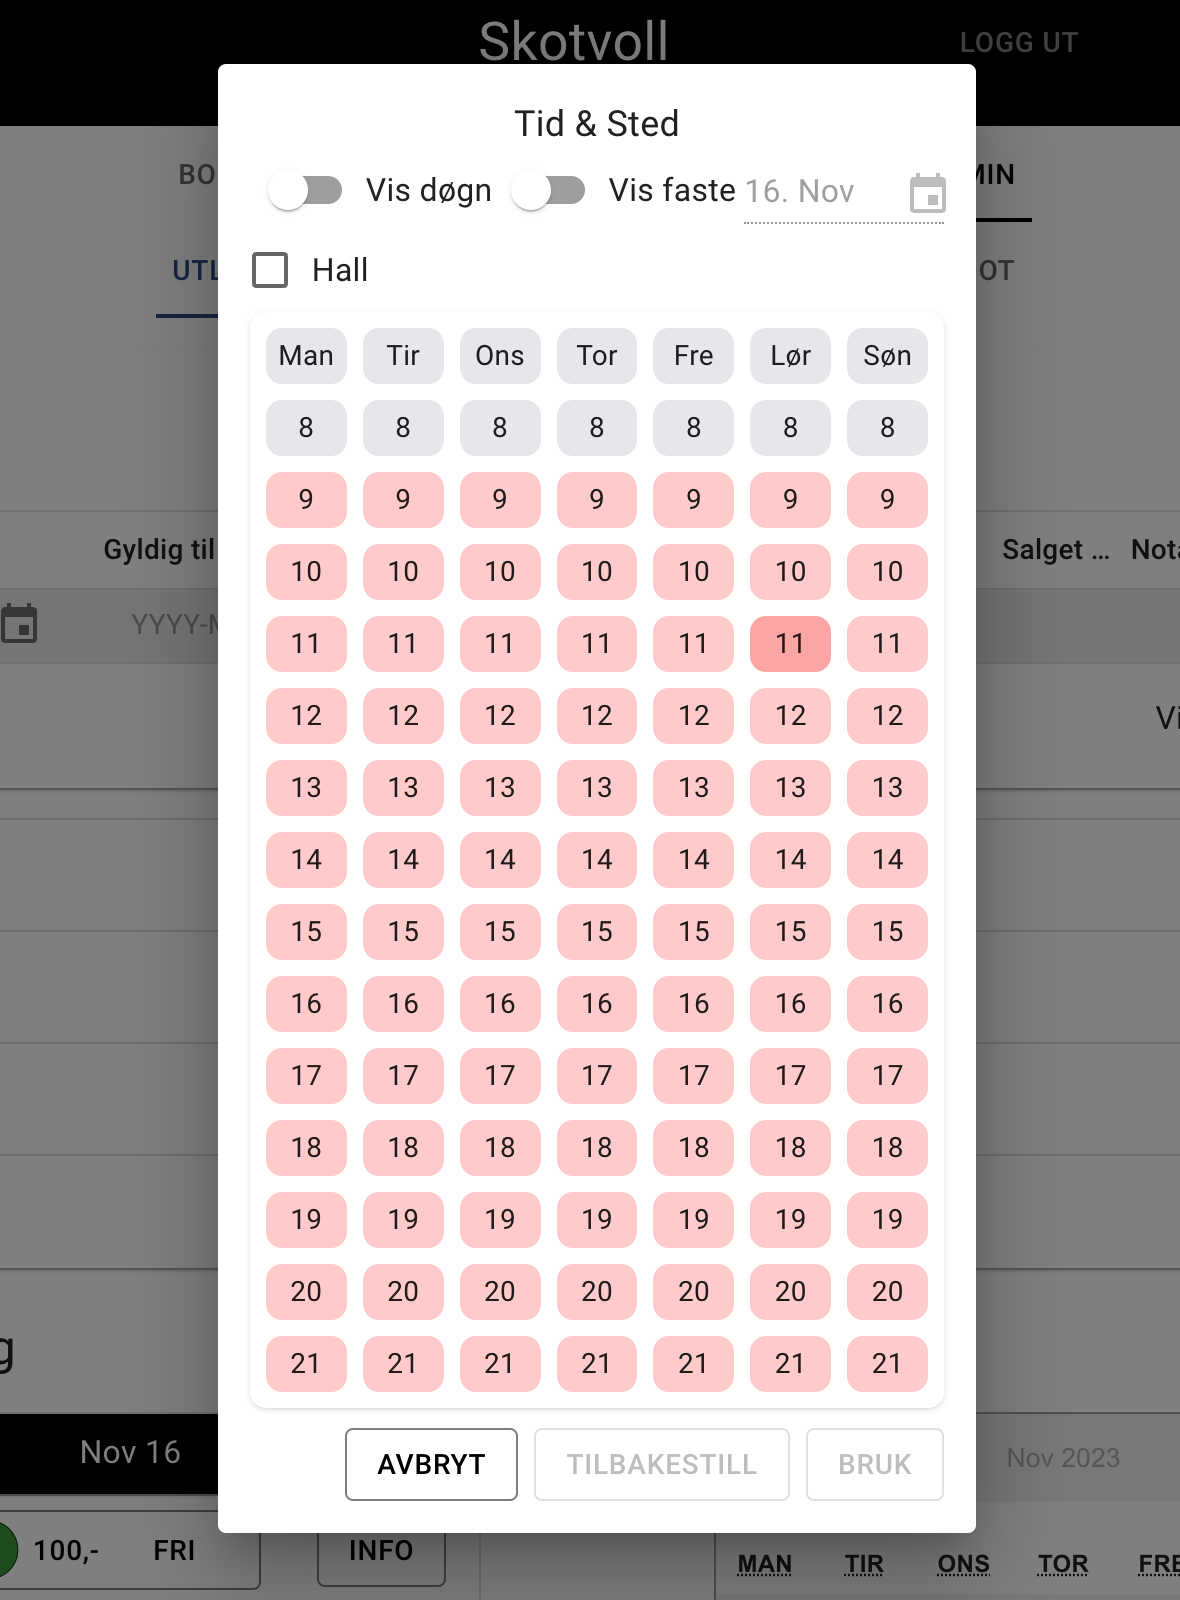 Skotvoll
LOGG UT
Tid & Sted
BO
MIN
Vis døgn Vis faste 16. Nov
UTL
Hall
OT
Man Tir Ons Tor Fre Lør Søn
8 8 8 8 8 8 8
9 9 9 9 9 9 9
Gyldig til
Salget ... Nota
10 10 10 10 10 10 10
YYYY-M
11 11 11 11 11 11 11
12 12 12 12 12 12 12
Vi
13 13 13 13 13 13 13
14 14 14 14 14 14 14
15 15 15 15 15 15 15
16 16 16 16 16 16 16
17 17 17 17 17 17 17
18 18 18 18 18 18 18
19 19 19 19 19 19 19
20 20 20 20 20 20 20
g
21 21 21 21 21 21 21
Nov 16
AVBRYT TILBAKESTILL BRUK
Nov 2023
100,- FRI INFO
MAN TIR ONS TOR FRE